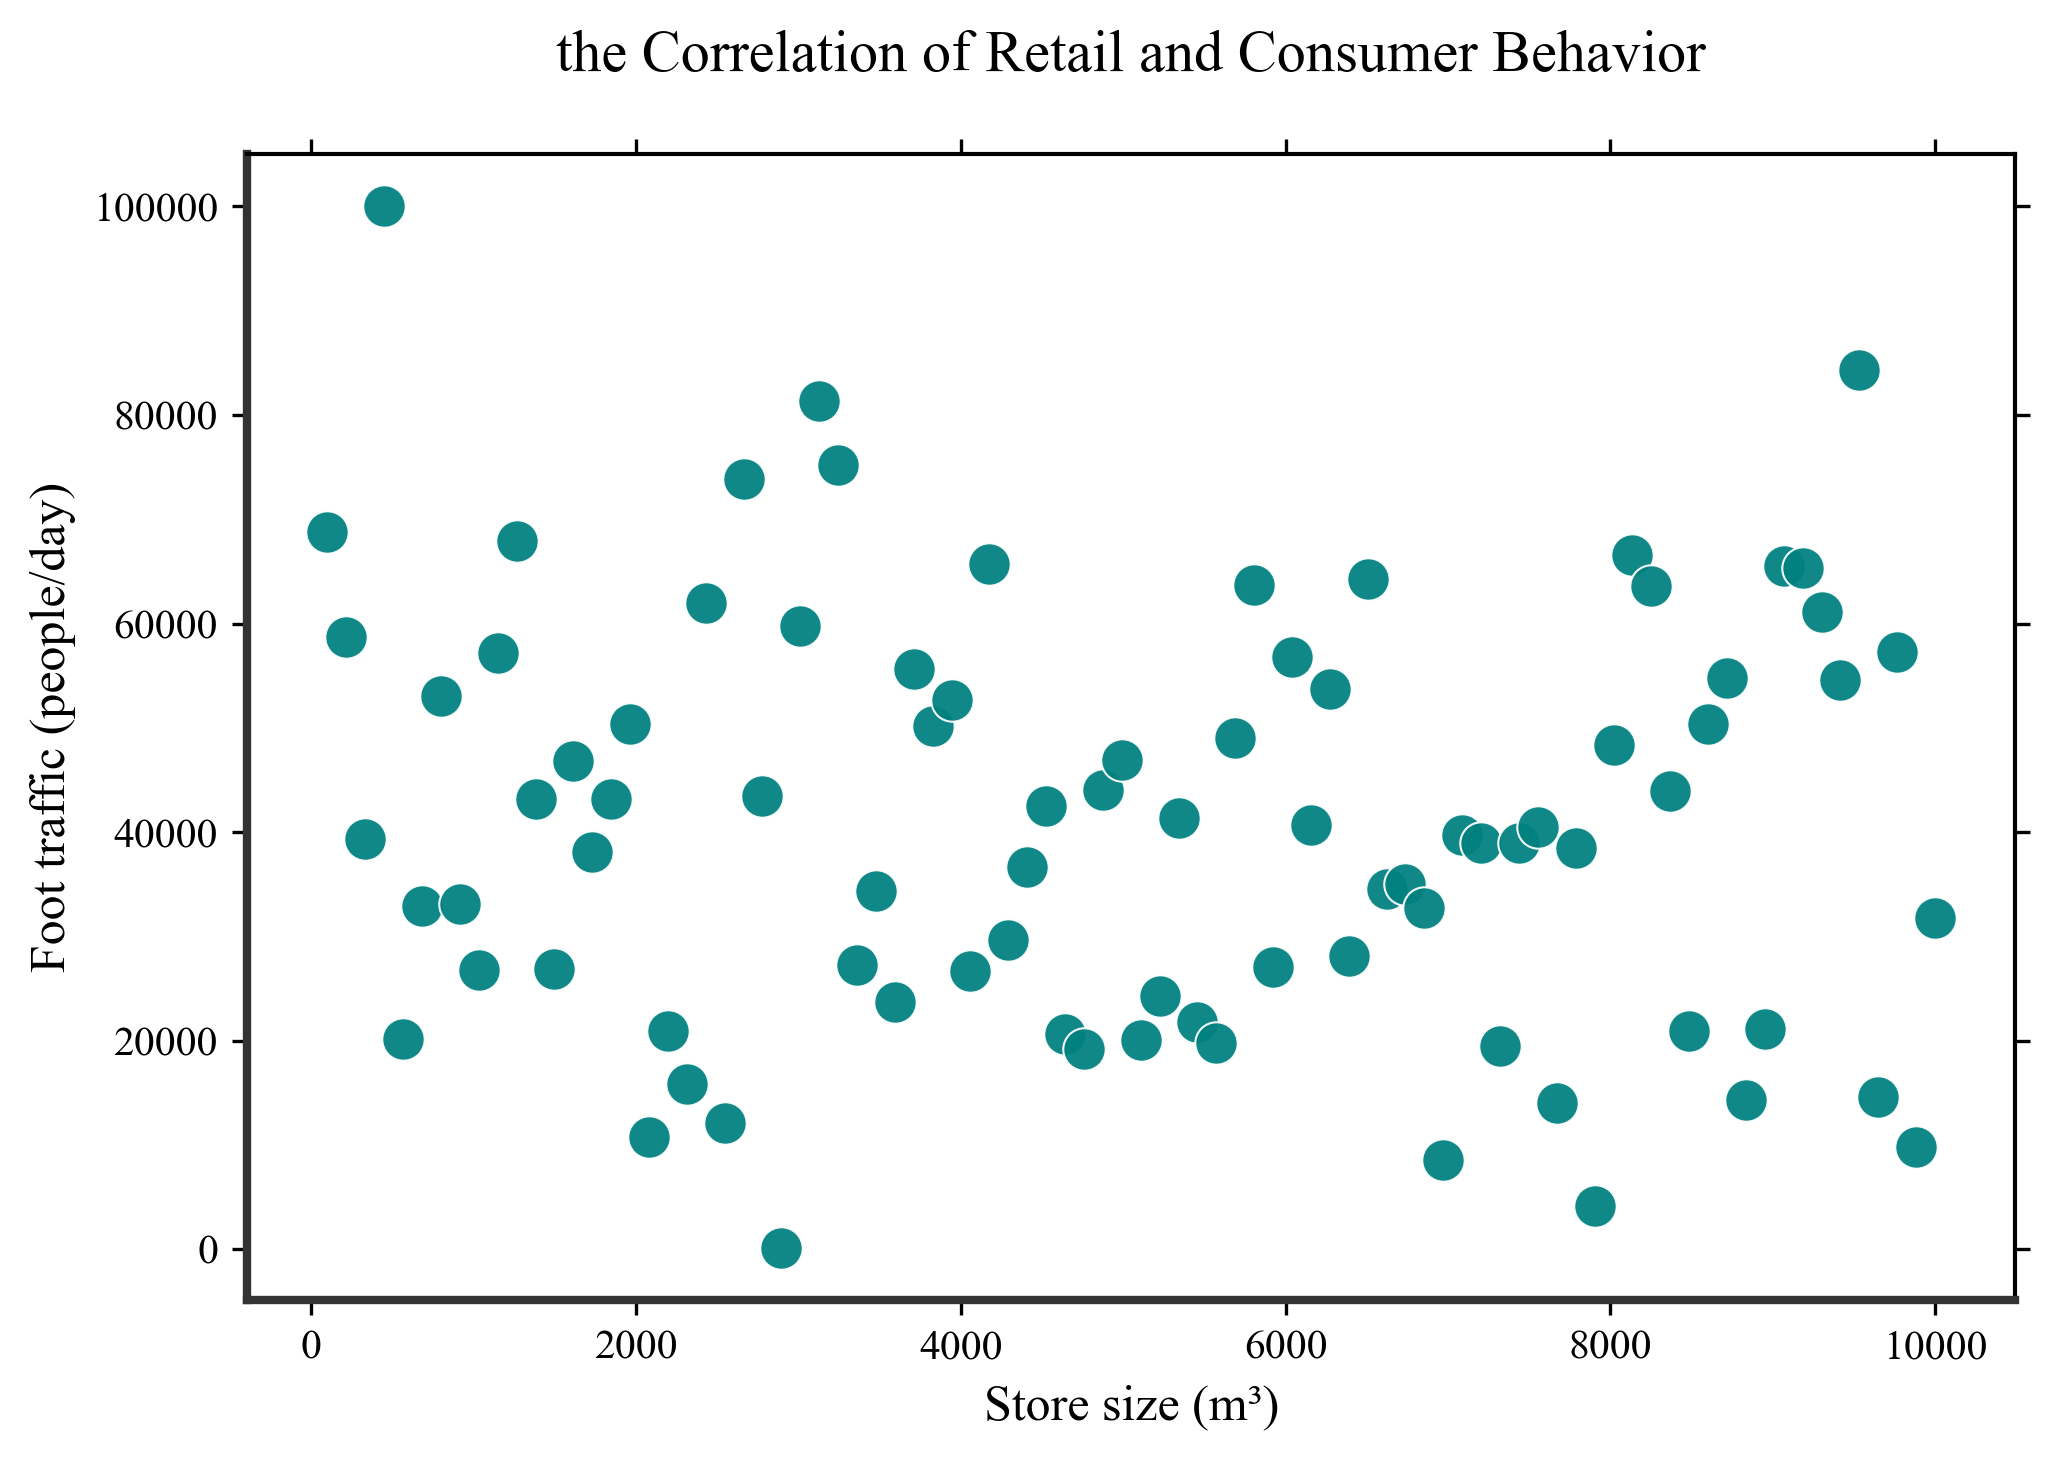 the Correlation of Retail and Consumer Behavior
Foot traffic (people/day)
100000
80000
60000
40000
20000
0
0 2000 4000 6000 8000 10000
Store size (m³)